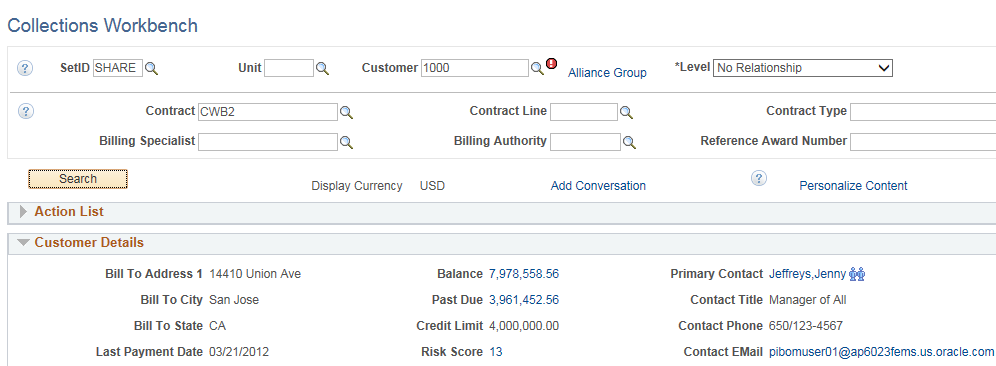 Collections Workbench
SetID SHARE Unit Customer 1000 Alliance Group *Level No Relationship
Contract CWB2 Contract Line Contract Type
Billing Specialist Billing Authority Reference Award Number
Search Display Currency USD Add Conversation Personalize Content
Action List
Customer Details
Bill To Address 1 14410 Union Ave Balance 7,978,558.56 Primary Contact Jeffreys,Jenny
Bill To City San Jose Past Due 3,961,452.56 Contact Title Manager of All
Bill To State CA Credit Limit 4,000,000.00 Contact Phone 650/123-4567
Last Payment Date 03/21/2012 Risk Score 13 Contact EMail pibomuser01@ap6023fems.us.oracle.com